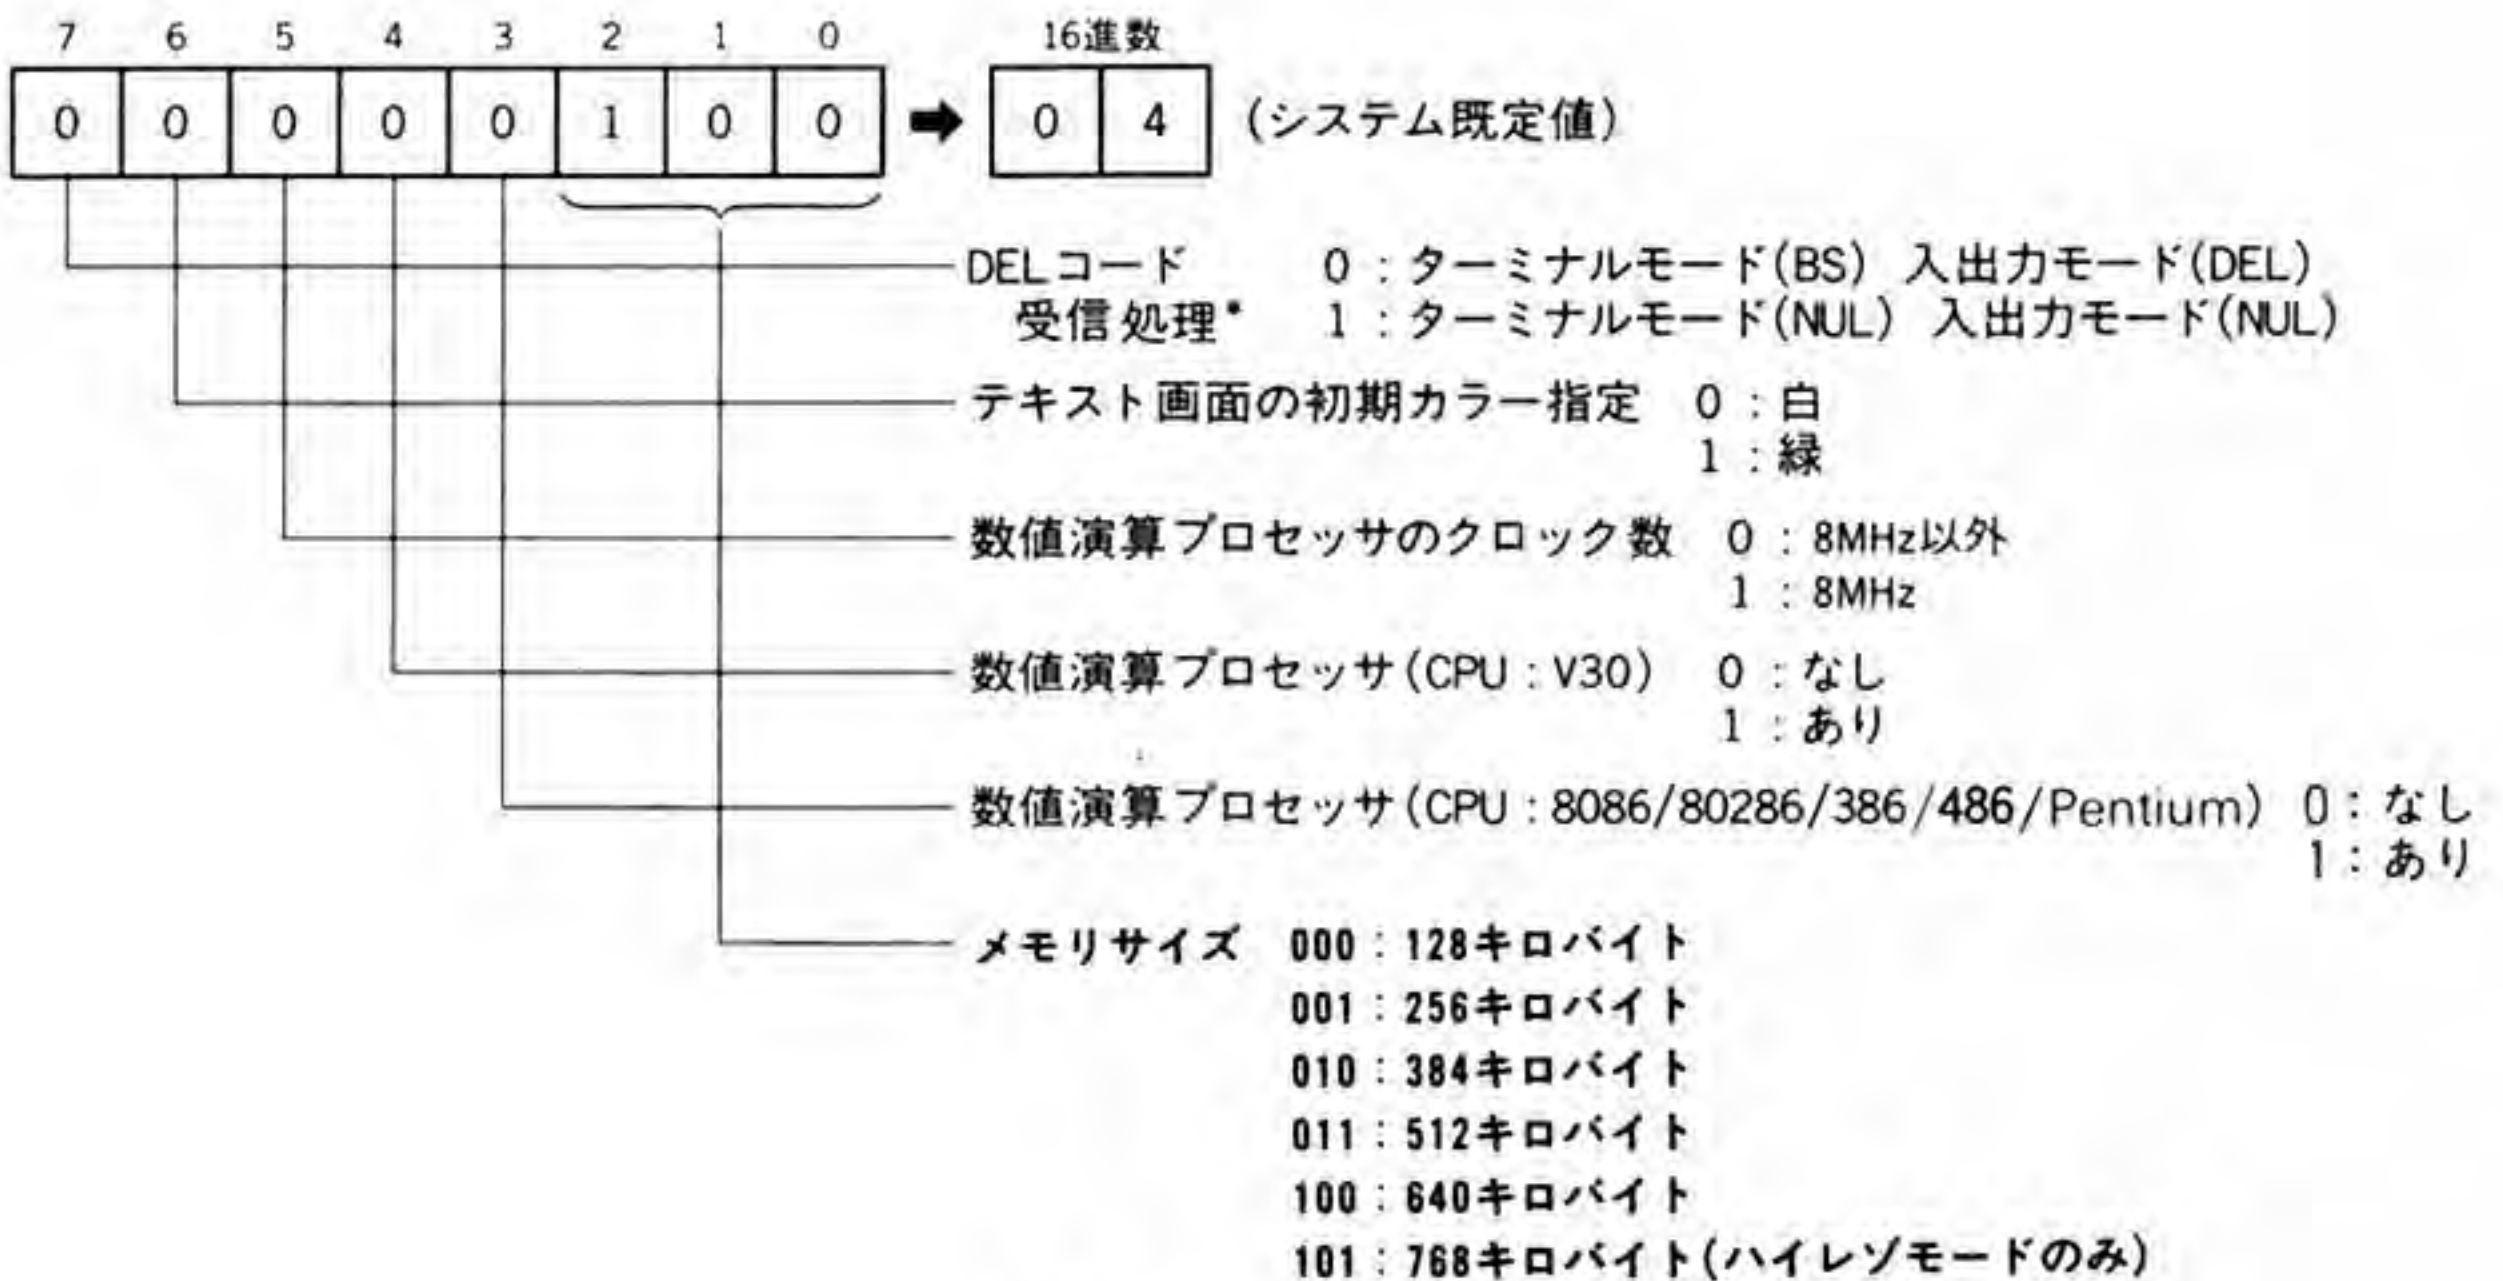 7 6 5 4 3 2 1 0 16進数
0 0 0 0 0 1 0 0 ➡ 0 4 (システム既定値)
DELコード 0：ターミナルモード(BS) 入出力モード(DEL)
受信処理* 1：ターミナルモード(NUL) 入出力モード(NUL)
テキスト画面の初期カラー指定 0：白
1：緑
数値演算プロセッサのクロック数 0：8MHz以外
1：8MHz
数値演算プロセッサ(CPU：V30) 0：なし
1：あり
数値演算プロセッサ(CPU：8086/80286/386/486/Pentium) 0：なし
1：あり
メモリサイズ 000：128キロバイト
001：256キロバイト
010：384キロバイト
011：512キロバイト
100：640キロバイト
101：768キロバイト(ハイレゾモードのみ)